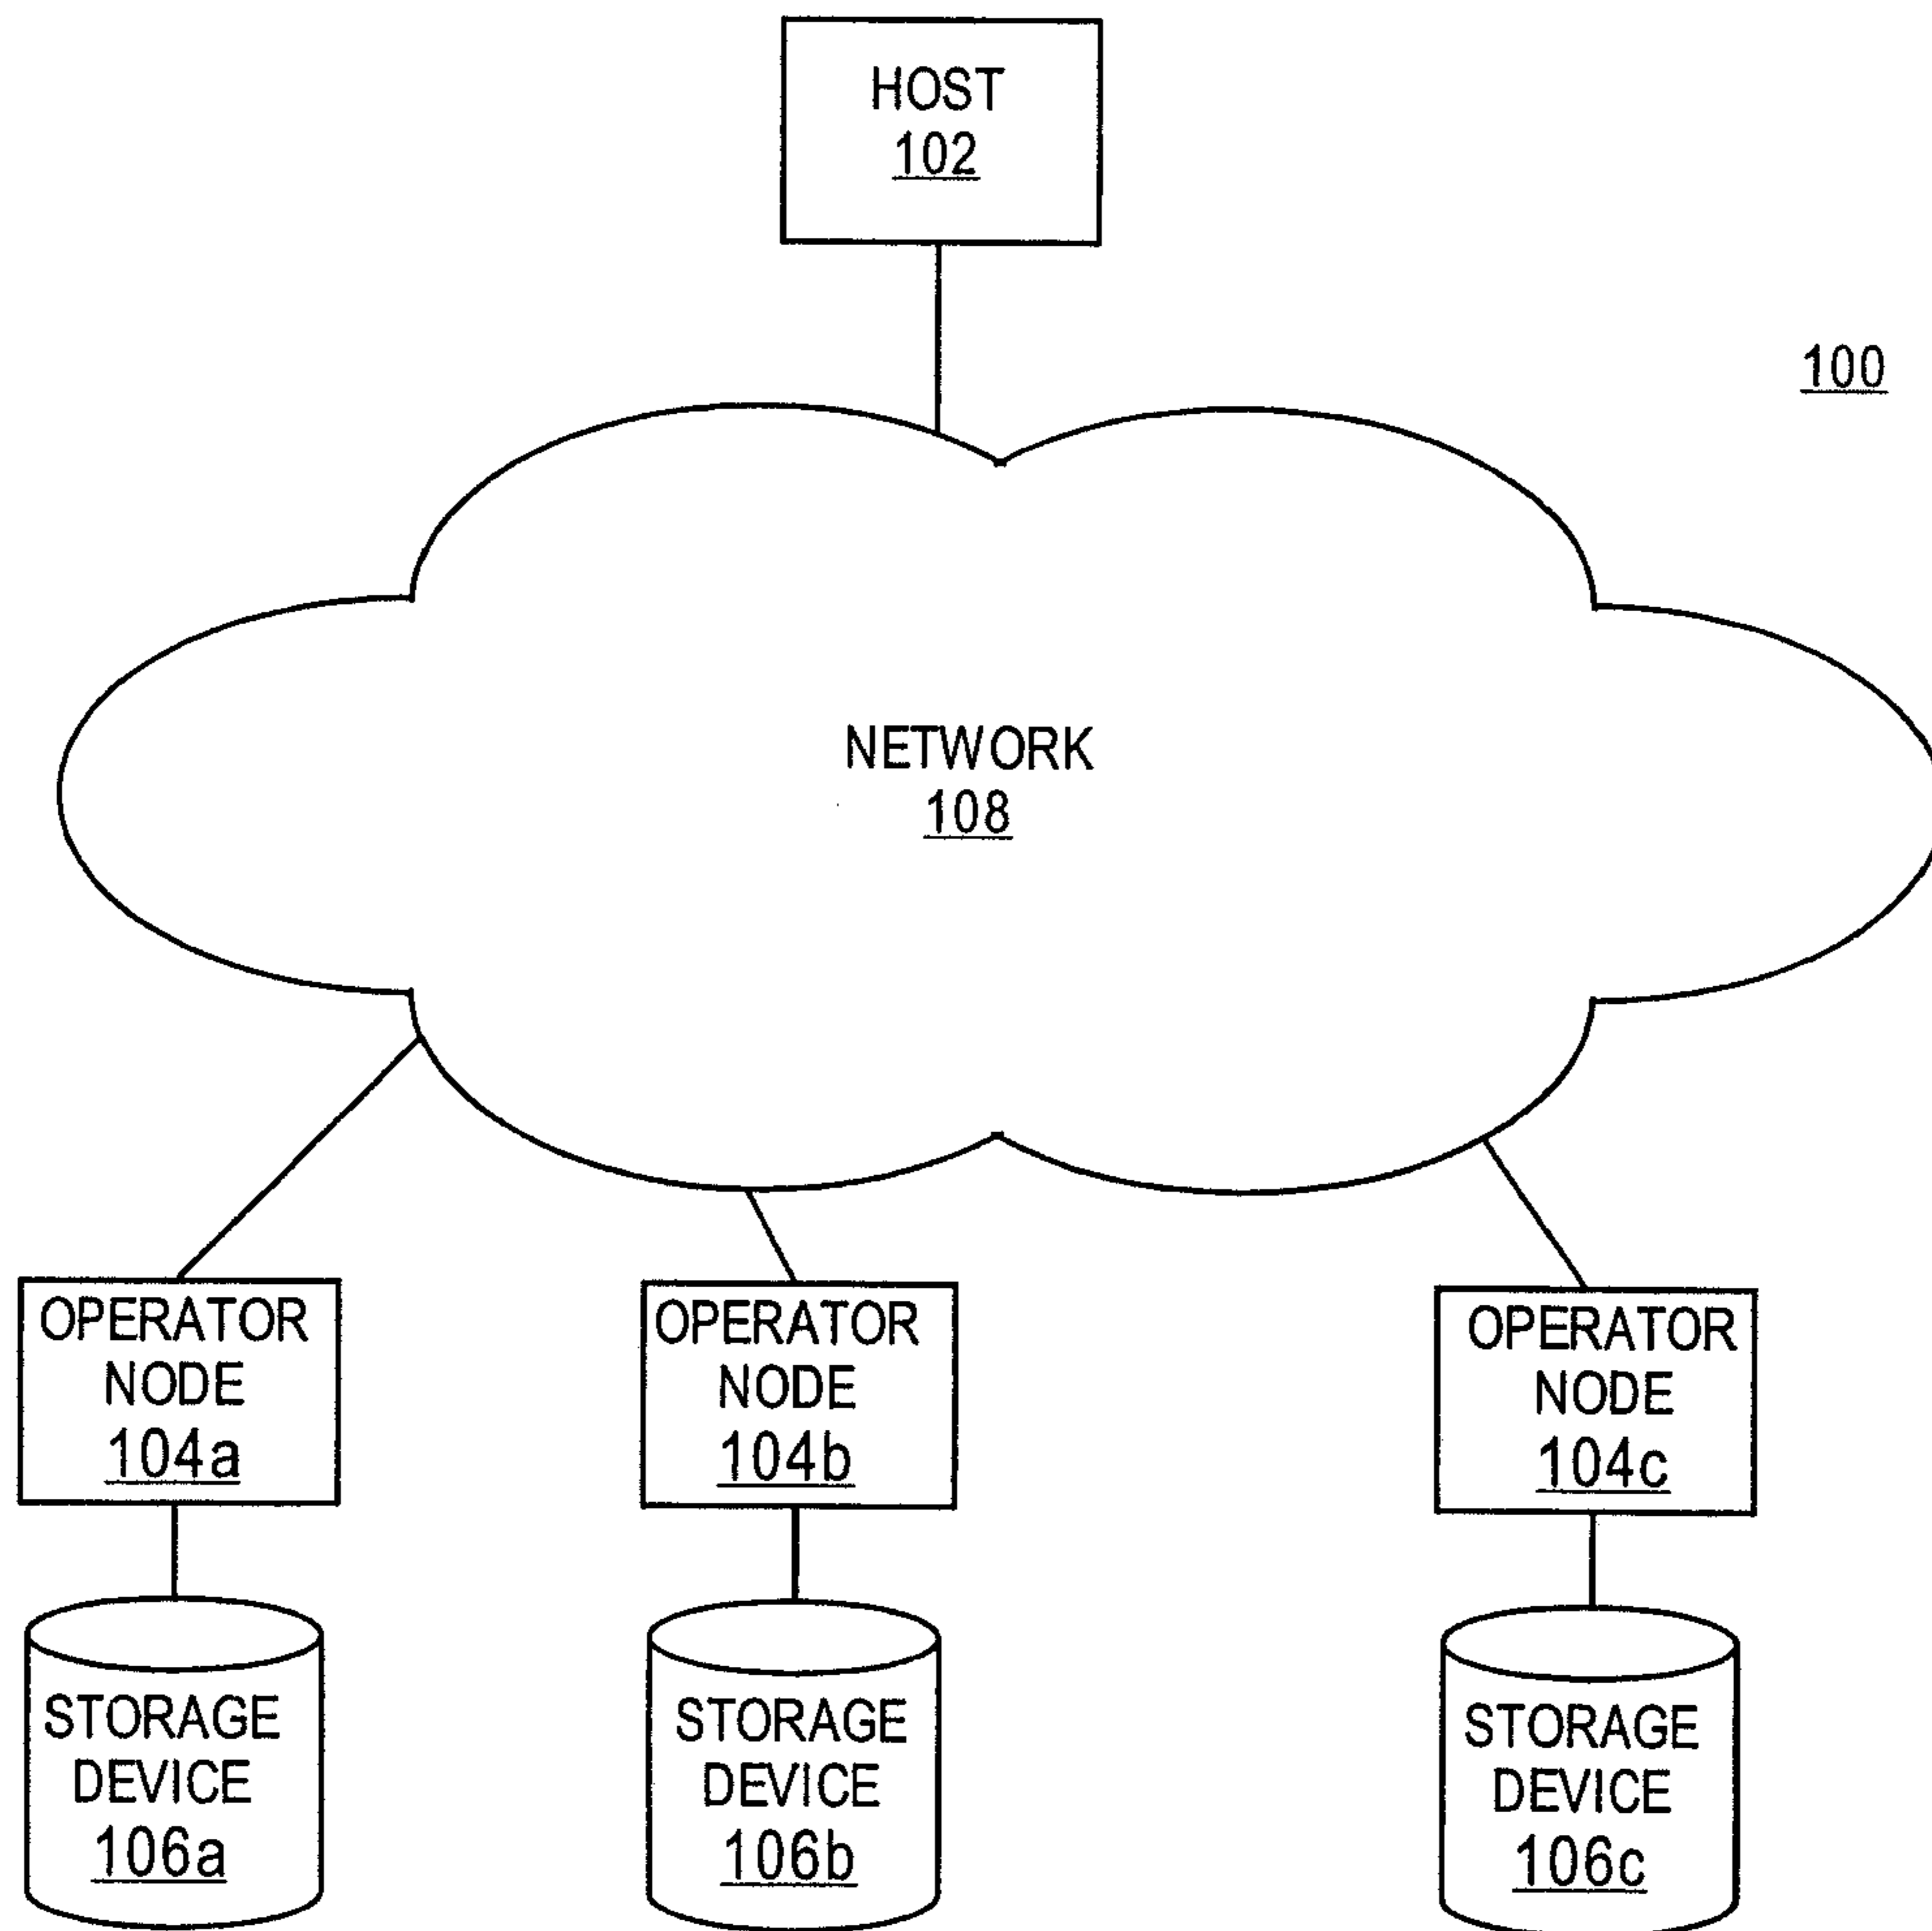 HOST
102
100
NETWORK
108
OPERATOR
NODE
104a
OPERATOR
NODE
104b
OPERATOR
NODE
104c
STORAGE
DEVICE
106a
STORAGE
DEVICE
106b
STORAGE
DEVICE
106c